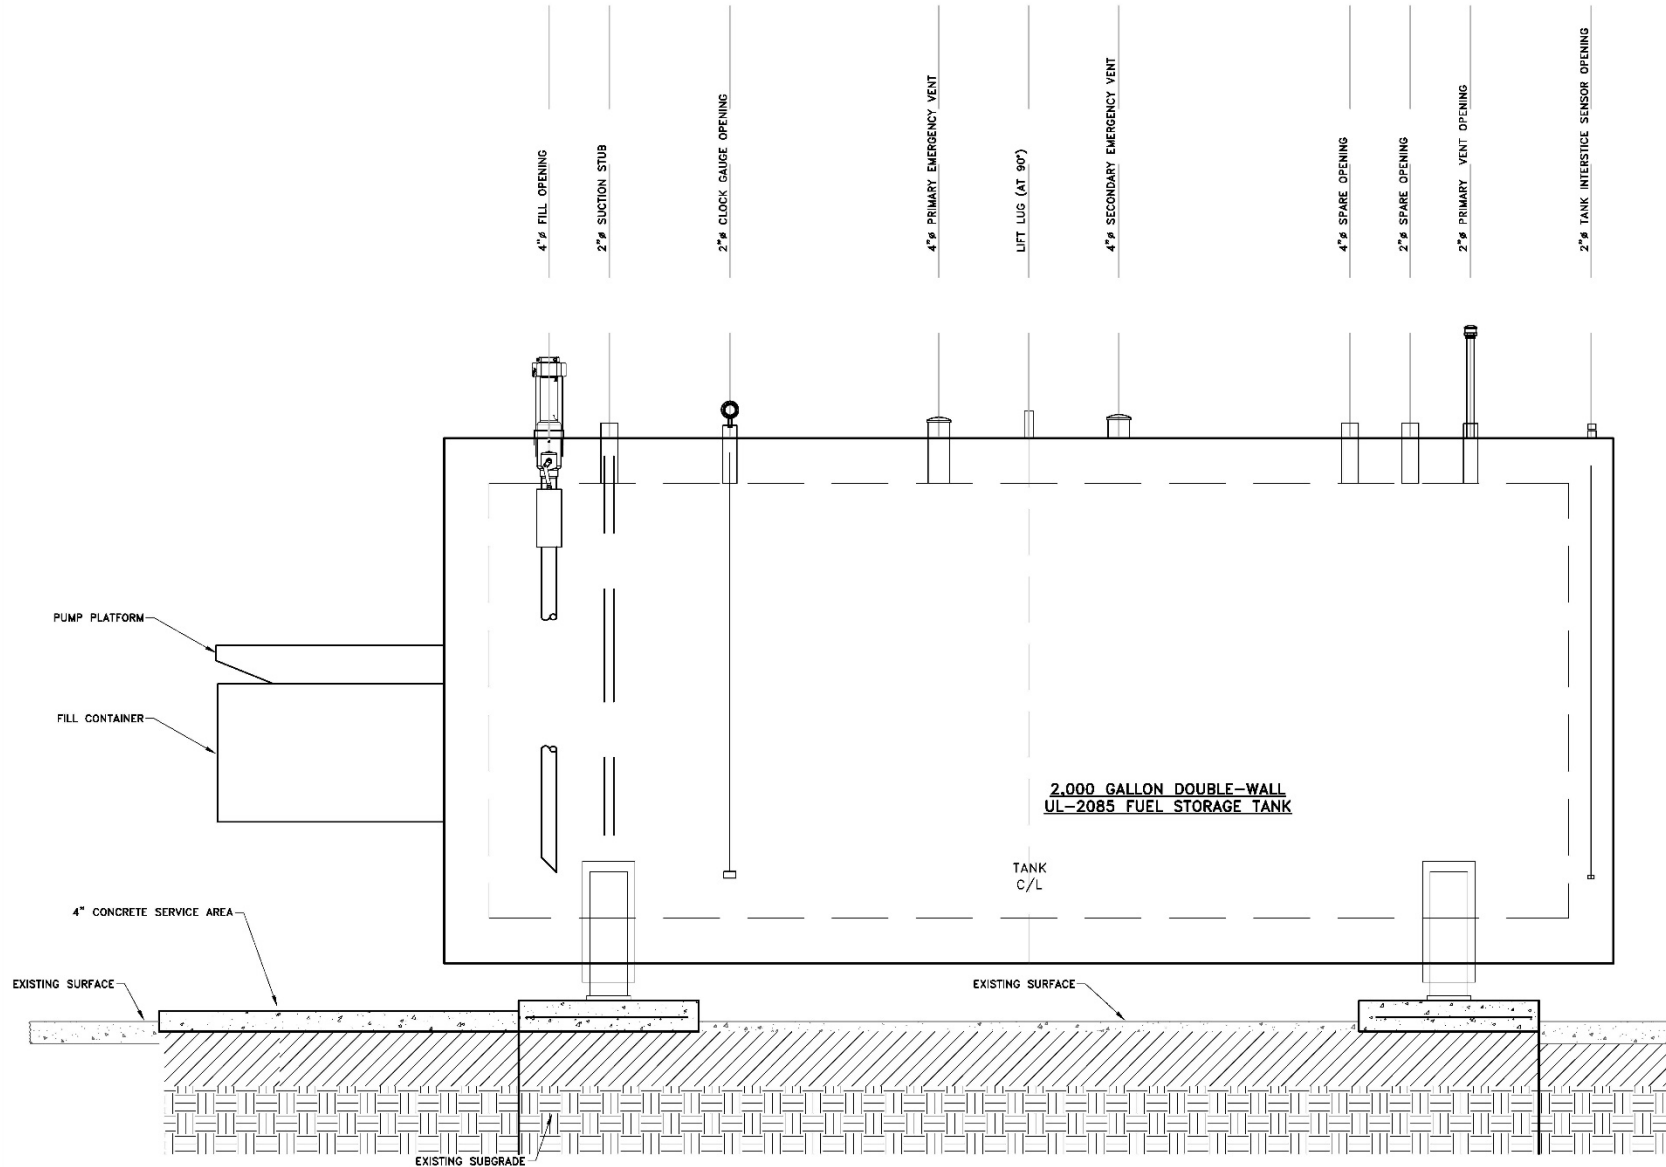 4"ø FILL OPENING
2"ø SUCTION STUB
2"ø CLOCK GAUGE OPENING
4"ø PRIMARY EMERGENCY VENT
LIFT LUG (AT 90°)
4"ø SECONDARY EMERGENCY VENT
4"ø SPARE OPENING
2"ø SPARE OPENING
2"ø PRIMARY VENT OPENING
2"ø TANK INTERSTICE SENSOR OPENING
PUMP PLATFORM
FILL CONTAINER
2,000 GALLON DOUBLE-WALL
UL-2085 FUEL STORAGE TANK
TANK
C/L
4" CONCRETE SERVICE AREA
EXISTING SURFACE
EXISTING SURFACE
EXISTING SUBGRADE